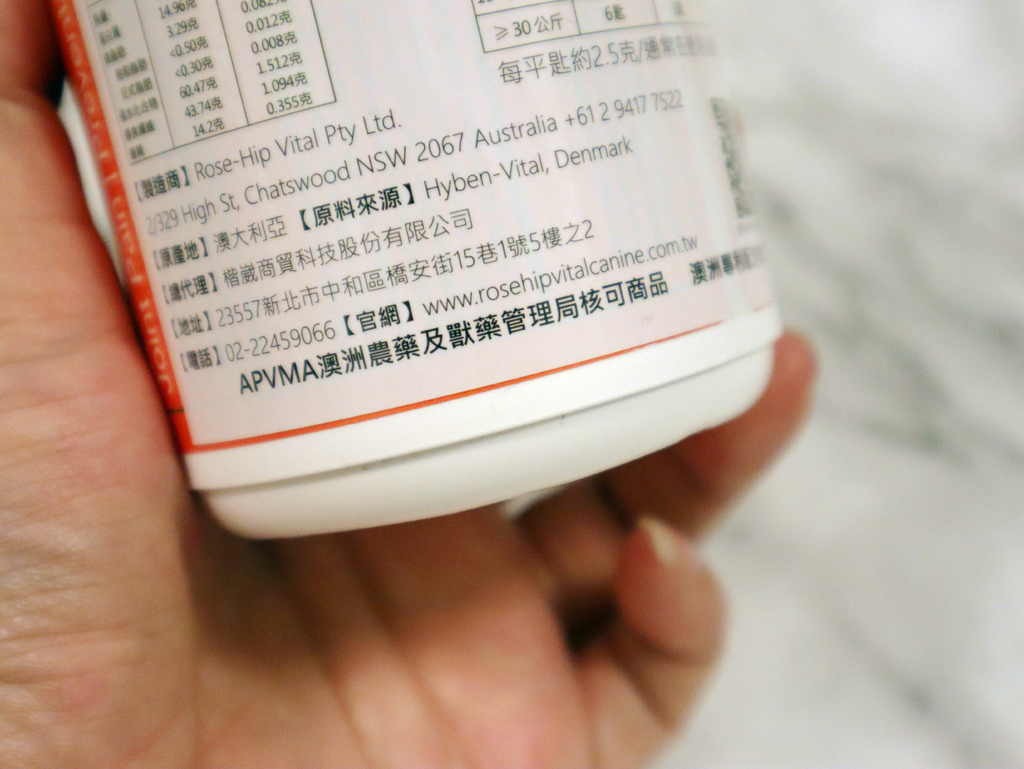 14.96克
3.29克 0.012克
<0.50克 0.008克
<0.30克 1.512克
60.47克 1.094克
43.74克 0.355克
14.2克
≥30 公斤 6匙
每平匙約2.5克/通常在
【製造商】Rose-Hip Vital Pty Ltd.
2/329 High St, Chatswood NSW 2067 Australia +61 2 9417 7522
【原產地】澳大利亞 【原料來源】Hyben-Vital, Denmark
【總代理】楷崴商貿科技股份有限公司
【地址】23557新北市中和區橋安街15巷1號5樓之2
【電話】02-22459066【官網】www.rosehipvitalcanine.com.tw
APVMA澳洲農藥及獸藥管理局核可商品 澳洲專利